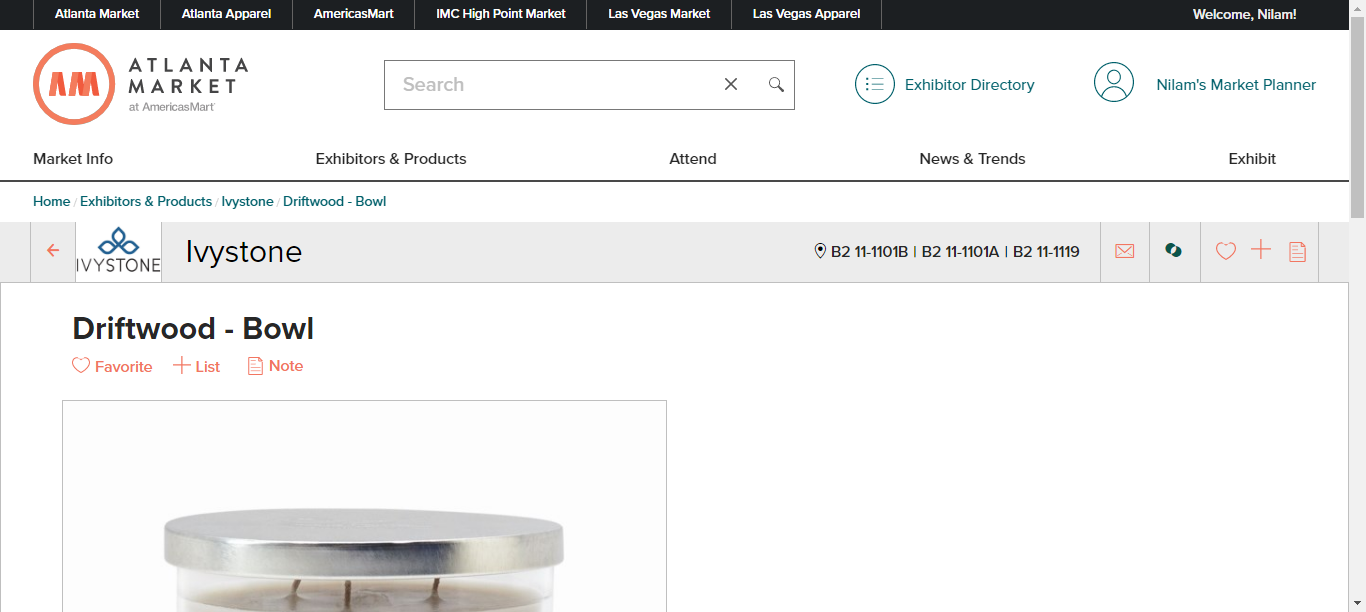 Atlanta Market Atlanta Apparel AmericasMart IMC High Point Market Las Vegas Market Las Vegas Apparel Welcome, Nilam!
AM ATLANTA
MARKET
at AmericasMart
Search
Exhibitor Directory
Nilam's Market Planner
Market Info Exhibitors & Products Attend News & Trends Exhibit
Home / Exhibitors & Products / Ivystone / Driftwood - Bowl
IVYSTONE
Ivystone
B2 11-1101B | B2 11-1101A | B2 11-1119
Driftwood - Bowl
Favorite List Note